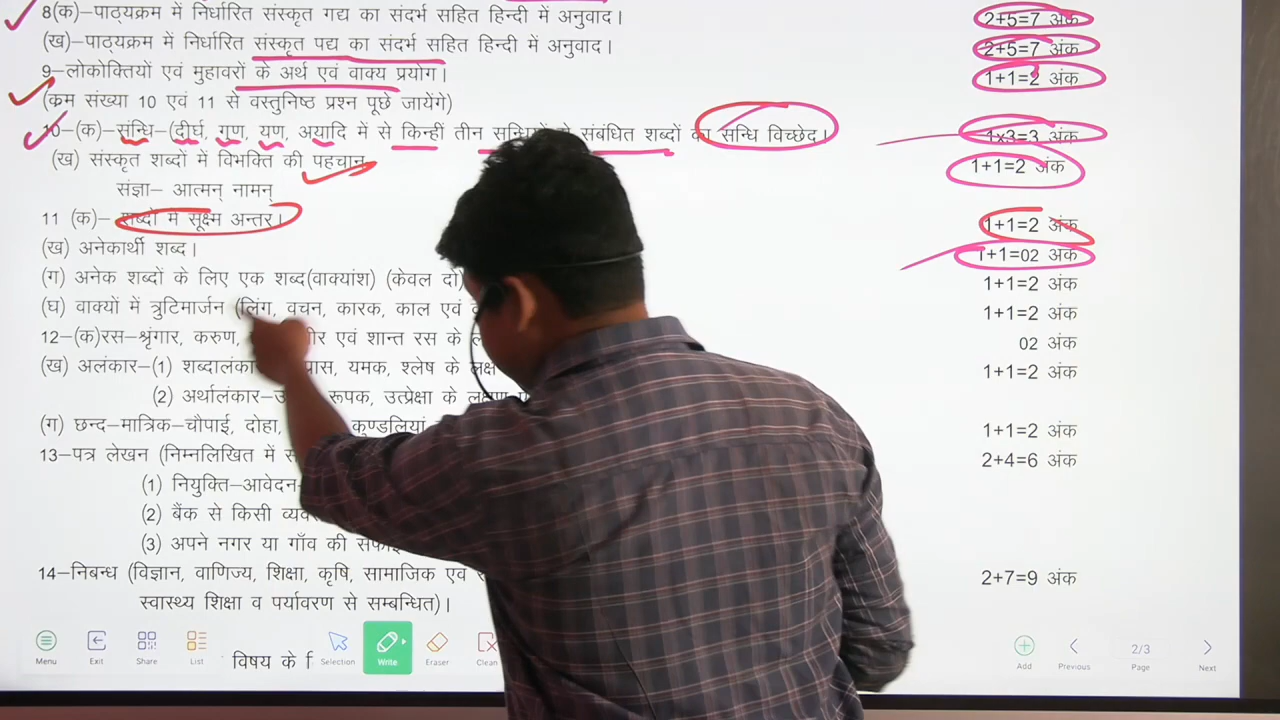 8(क)–पाठ्यक्रम में निर्धारित संस्कृत गद्य का संदर्भ सहित हिन्दी में अनुवाद। 2+5=7 अंक
(ख)–पाठ्यक्रम में निर्धारित संस्कृत पद्य का संदर्भ सहित हिन्दी में अनुवाद। 2+5=7 अंक
9–लोकोक्तियों एवं मुहावरों के अर्थ एवं वाक्य प्रयोग। 1+1=2 अंक
(कम संख्या 10 एवं 11 से वस्तुनिष्ठ प्रश्न पूछे जायेंगे)
10–(क)–सन्धि–(दीर्घ, गुण, यण, अयादि में से किन्हीं तीन सन्धियों से संबंधित शब्दों का सन्धि विच्छेद। 1x3=3 अंक
(ख) संस्कृत शब्दों में विभक्ति की पहचान 1+1=2 अंक
संज्ञा– आत्मन् नामन्
11 (क)– शब्दों में सूक्ष्म अन्तर। 1+1=2 अंक
(ख) अनेकार्थी शब्द। 1+1=02 अंक
(ग) अनेक शब्दों के लिए एक शब्द(वाक्यांश) (केवल दो) 1+1=2 अंक
(घ) वाक्यों में त्रुटिमार्जन (लिंग, वचन, कारक, काल एवं 1+1=2 अंक
12–(क)रस–श्रृंगार, करुण, एवं शान्त रस के 02 अंक
(ख) अलंकार–(1) यमक, श्लेष के 1+1=2 अंक
(2) अर्थालंकार– रूपक, उत्प्रेक्षा के
(ग) छन्द–मात्रिक–चौपाई, दोहा, कुण्डलियां 1+1=2 अंक
13–पत्र लेखन (निम्नलिखित में 2+4=6 अंक
(1) नियुक्ति–आवेदन–
(2) बैंक से किसी
(3) अपने नगर या गाँव की
14–निबन्ध (विज्ञान, वाणिज्य, शिक्षा, कृषि, सामाजिक एवं 2+7=9 अंक
स्वास्थ्य शिक्षा व पर्यावरण से सम्बन्धित)।
विषय के
Menu Exit Share List Selection Write Eraser Clean Add Previous 2/3 Page Next